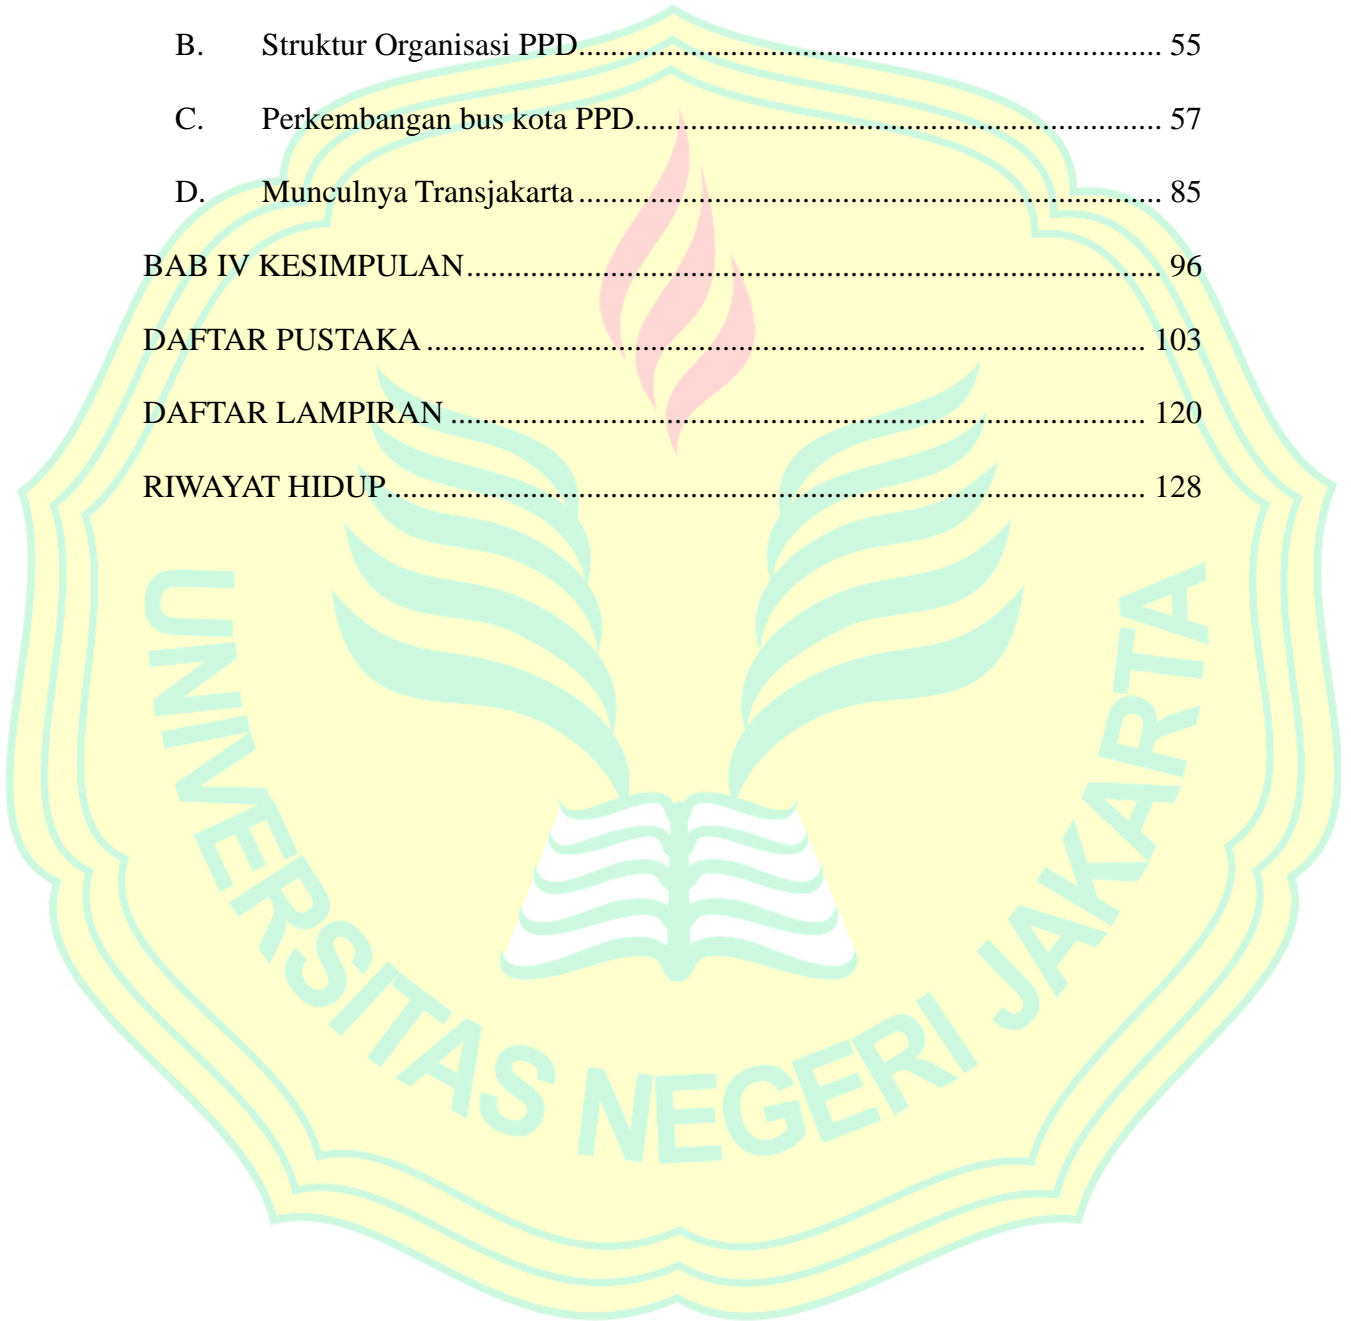 B. Struktur Organisasi PPD.......................................................................... 55
C. Perkembangan bus kota PPD................................................................... 57
D. Munculnya Transjakarta .......................................................................... 85
BAB IV KESIMPULAN........................................................................................ 96
DAFTAR PUSTAKA ........................................................................................... 103
DAFTAR LAMPIRAN ........................................................................................ 120
RIWAYAT HIDUP................................................................................................ 128
UNIVERSITAS NEGERI JAKARTA